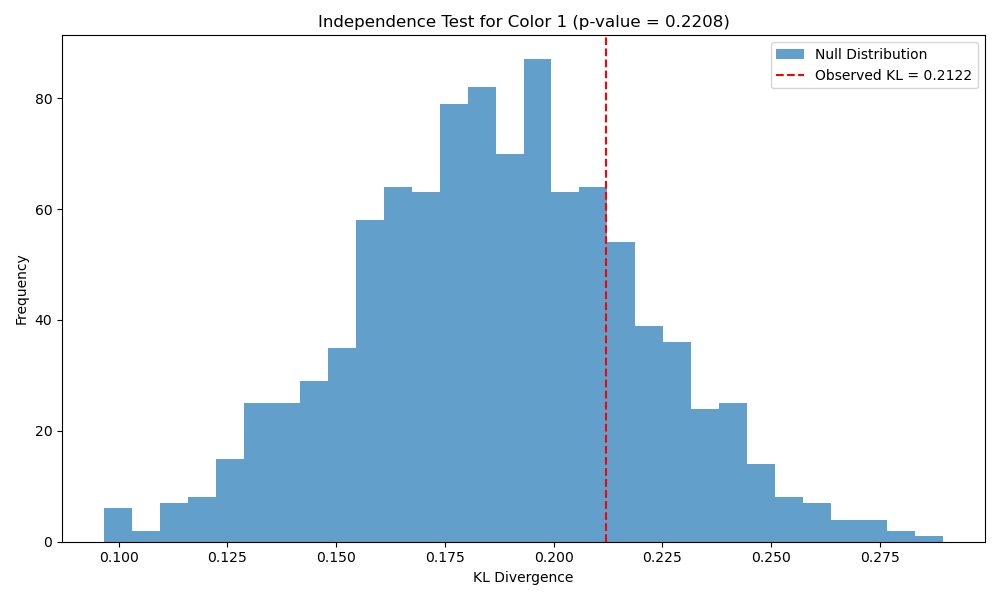 Independence Test for Color 1 (p-value = 0.2208)
Null Distribution
Observed KL = 0.2122
Frequency
80
60
40
20
0
0.100 0.125 0.150 0.175 0.200 0.225 0.250 0.275
KL Divergence